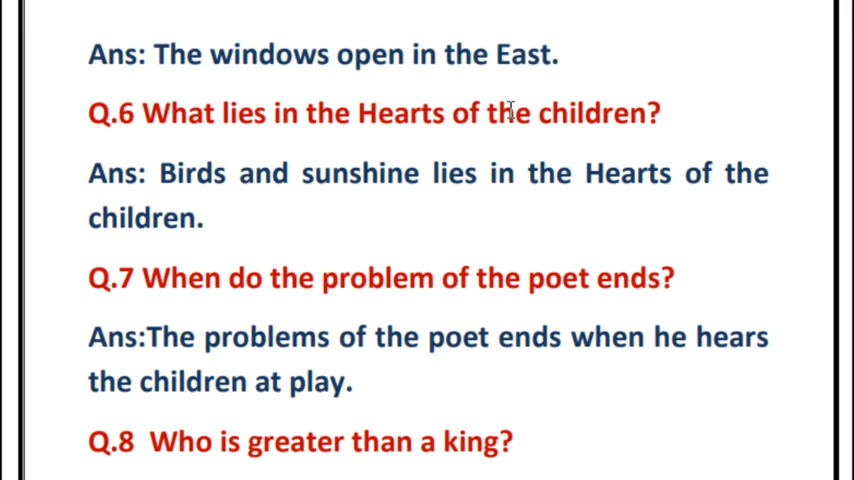 Ans: The windows open in the East.
Q.6 What lies in the Hearts of the children?
Ans: Birds and sunshine lies in the Hearts of the
children.
Q.7 When do the problem of the poet ends?
Ans:The problems of the poet ends when he hears
the children at play.
Q.8 Who is greater than a king?